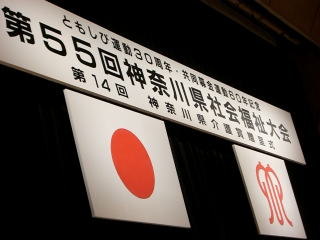 ともしび運動30周年・共同募金運動60年記念
第55回神奈川県社会福祉大会
第14回 神奈川県介護賞贈呈式